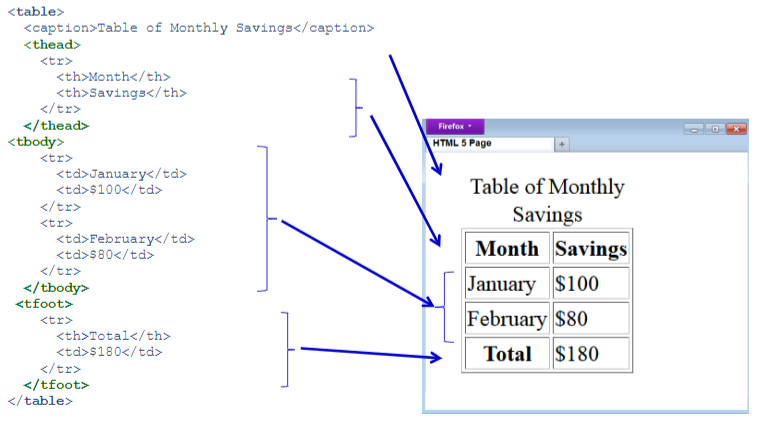 <table>
<caption>Table of Monthly Savings</caption>
<thead>
<tr>
<th>Month</th>
<th>Savings</th>
</tr>
</thead>
<tbody>
<tr>
<td>January</td>
<td>$100</td>
</tr>
<tr>
<td>February</td>
<td>$80</td>
</tr>
</tbody>
<tfoot>
<tr>
<th>Total</th>
<td>$180</td>
</tr>
</tfoot>
</table>
Firefox
HTML 5 Page
Table of Monthly
Savings
Month Savings
January $100
February $80
Total $180